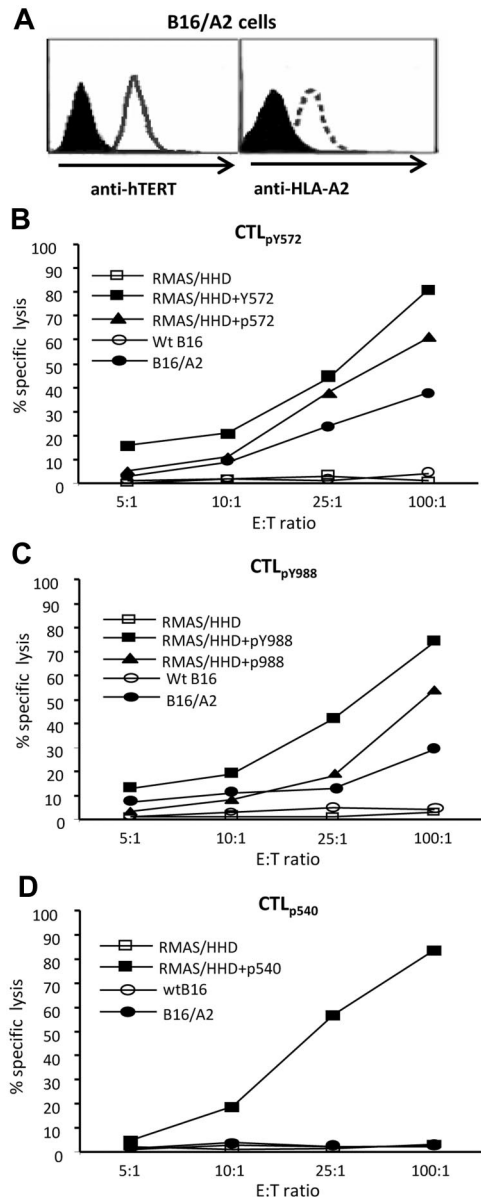 A
B16/A2 cells
anti-hTERT
anti-HLA-A2
B
CTLpY572
100
90
80
70
60
50
40
30
20
10
0
% specific lysis
RMAS/HHD
RMAS/HHD+Y572
RMAS/HHD+p572
Wt B16
B16/A2
5:1 10:1 25:1 100:1
E:T ratio
C
CTLpY988
100
90
80
70
60
50
40
30
20
10
0
% specific lysis
RMAS/HHD
RMAS/HHD+pY988
RMAS/HHD+p988
Wt B16
B16/A2
5:1 10:1 25:1 100:1
E:T ratio
D
CTLp540
100
90
80
70
60
50
40
30
20
10
0
% specific lysis
RMAS/HHD
RMAS/HHD+p540
wtB16
B16/A2
5:1 10:1 25:1 100:1
E:T ratio